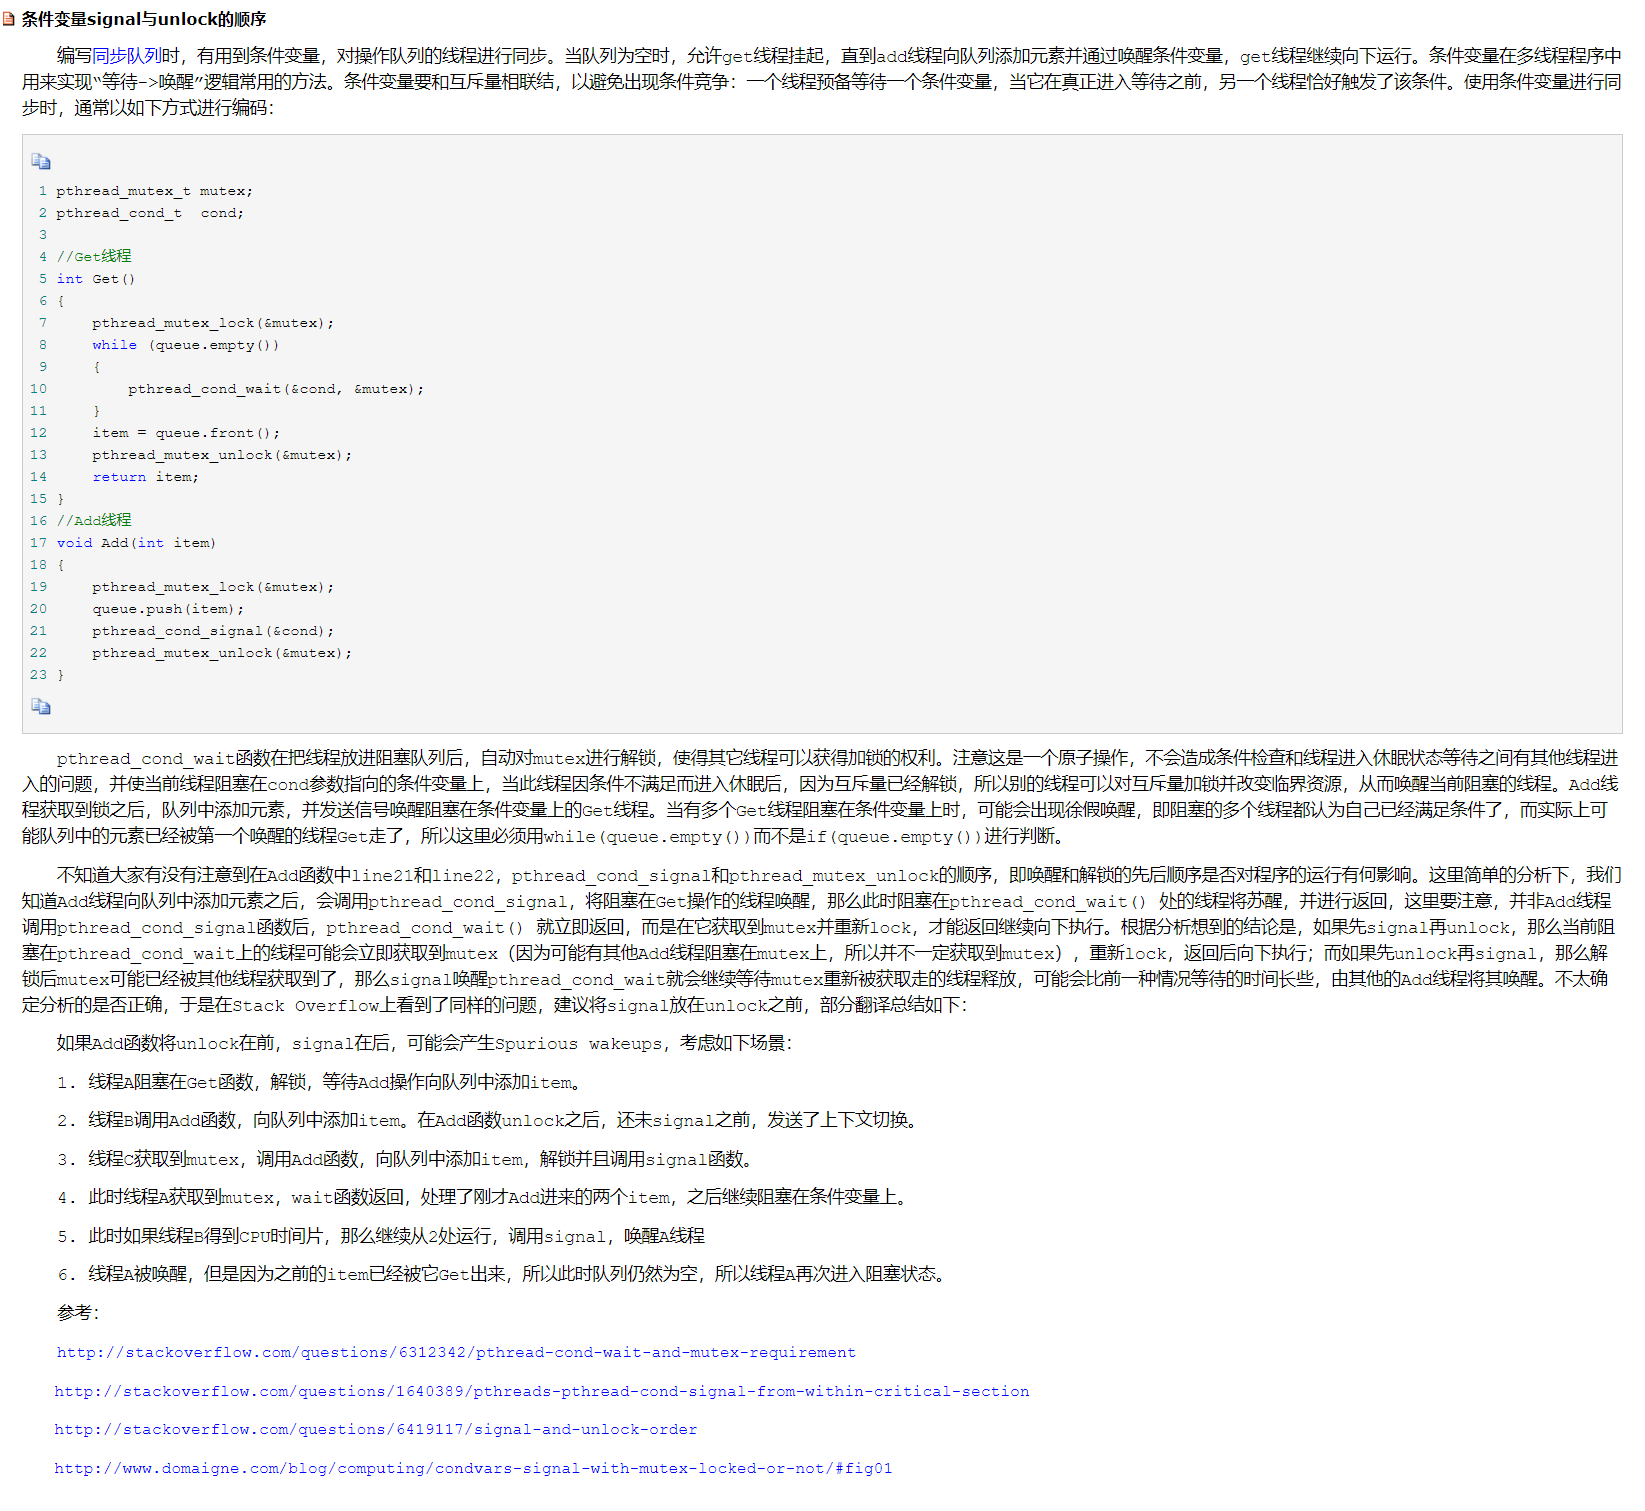 条件变量signal与unlock的顺序
编写同步队列时，有用到条件变量，对操作队列的线程进行同步。当队列为空时，允许get线程挂起，直到add线程向队列添加元素并通过唤醒条件变量，get线程继续向下运行。条件变量在多线程程序中
用来实现“等待->唤醒”逻辑常用的方法。条件变量要和互斥量相联结，以避免出现条件竞争：一个线程预备等待一个条件变量，当它在真正进入等待之前，另一个线程恰好触发了该条件。使用条件变量进行同
步时，通常以如下方式进行编码：
1 pthread_mutex_t mutex;
2 pthread_cond_t  cond;
3
4 //Get线程
5 int Get()
6 {
7     pthread_mutex_lock(&mutex);
8     while (queue.empty())
9     {
10         pthread_cond_wait(&cond, &mutex);
11     }
12     item = queue.front();
13     pthread_mutex_unlock(&mutex);
14     return item;
15 }
16 //Add线程
17 void Add(int item)
18 {
19     pthread_mutex_lock(&mutex);
20     queue.push(item);
21     pthread_cond_signal(&cond);
22     pthread_mutex_unlock(&mutex);
23 }
pthread_cond_wait函数在把线程放进阻塞队列后，自动对mutex进行解锁，使得其它线程可以获得加锁的权利。注意这是一个原子操作，不会造成条件检查和线程进入休眠状态等待之间有其他线程进
入的问题，并使当前线程阻塞在cond参数指向的条件变量上，当此线程因条件不满足而进入休眠后，因为互斥量已经解锁，所以别的线程可以对互斥量加锁并改变临界资源，从而唤醒当前阻塞的线程。Add线
程获取到锁之后，队列中添加元素，并发送信号唤醒阻塞在条件变量上的Get线程。当有多个Get线程阻塞在条件变量上时，可能会出现徐假唤醒，即阻塞的多个线程都认为自己已经满足条件了，而实际上可
能队列中的元素已经被第一个唤醒的线程Get走了，所以这里必须用while(queue.empty())而不是if(queue.empty())进行判断。
不知道大家有没有注意到在Add函数中line21和line22，pthread_cond_signal和pthread_mutex_unlock的顺序，即唤醒和解锁的先后顺序是否对程序的运行有何影响。这里简单的分析下，我们
知道Add线程向队列中添加元素之后，会调用pthread_cond_signal，将阻塞在Get操作的线程唤醒，那么此时阻塞在pthread_cond_wait() 处的线程将苏醒，并进行返回，这里要注意，并非Add线程
调用pthread_cond_signal函数后，pthread_cond_wait() 就立即返回，而是在它获取到mutex并重新lock，才能返回继续向下执行。根据分析想到的结论是，如果先signal再unlock，那么当前阻
塞在pthread_cond_wait上的线程可能会立即获取到mutex（因为可能有其他Add线程阻塞在mutex上，所以并不一定获取到mutex），重新lock，返回后向下执行；而如果先unlock再signal，那么解
锁后mutex可能已经被其他线程获取到了，那么signal唤醒pthread_cond_wait就会继续等待mutex重新被获取走的线程释放，可能会比前一种情况等待的时间长些，由其他的Add线程将其唤醒。不太确
定分析的是否正确，于是在Stack Overflow上看到了同样的问题，建议将signal放在unlock之前，部分翻译总结如下：
如果Add函数将unlock在前，signal在后，可能会产生Spurious wakeups，考虑如下场景：
1. 线程A阻塞在Get函数，解锁，等待Add操作向队列中添加item。
2. 线程B调用Add函数，向队列中添加item。在Add函数unlock之后，还未signal之前，发送了上下文切换。
3. 线程C获取到mutex，调用Add函数，向队列中添加item，解锁并且调用signal函数。
4. 此时线程A获取到mutex，wait函数返回，处理了刚才Add进来的两个item，之后继续阻塞在条件变量上。
5. 此时如果线程B得到CPU时间片，那么继续从2处运行，调用signal，唤醒A线程
6. 线程A被唤醒，但是因为之前的item已经被它Get出来，所以此时队列仍然为空，所以线程A再次进入阻塞状态。
参考：
http://stackoverflow.com/questions/6312342/pthread-cond-wait-and-mutex-requirement
http://stackoverflow.com/questions/1640389/pthreads-pthread-cond-signal-from-within-critical-section
http://stackoverflow.com/questions/6419117/signal-and-unlock-order
http://www.domaigne.com/blog/computing/condvars-signal-with-mutex-locked-or-not/#fig01